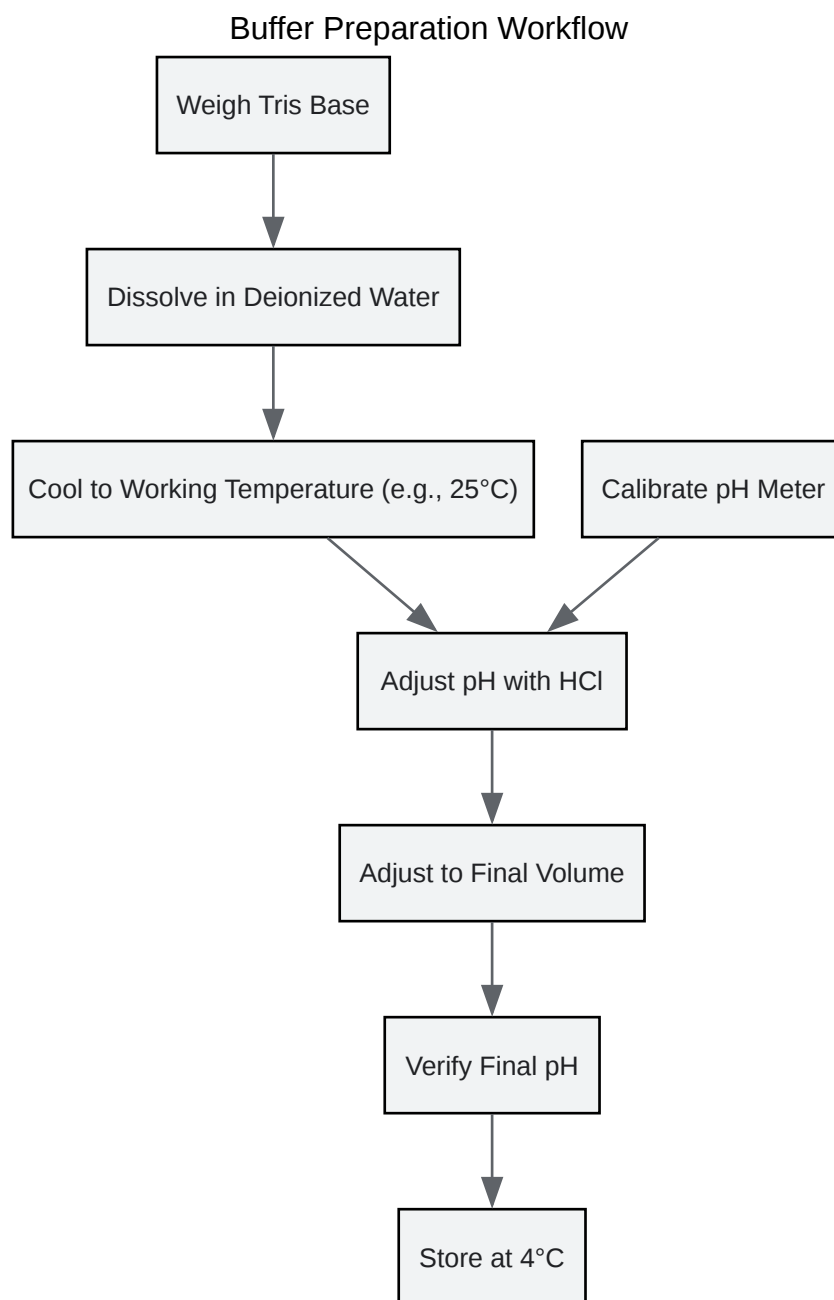 Buffer Preparation Workflow
Weigh Tris Base
Dissolve in Deionized Water
Cool to Working Temperature (e.g., 25°C)
Calibrate pH Meter
Adjust pH with HCl
Adjust to Final Volume
Verify Final pH
Store at 4°C